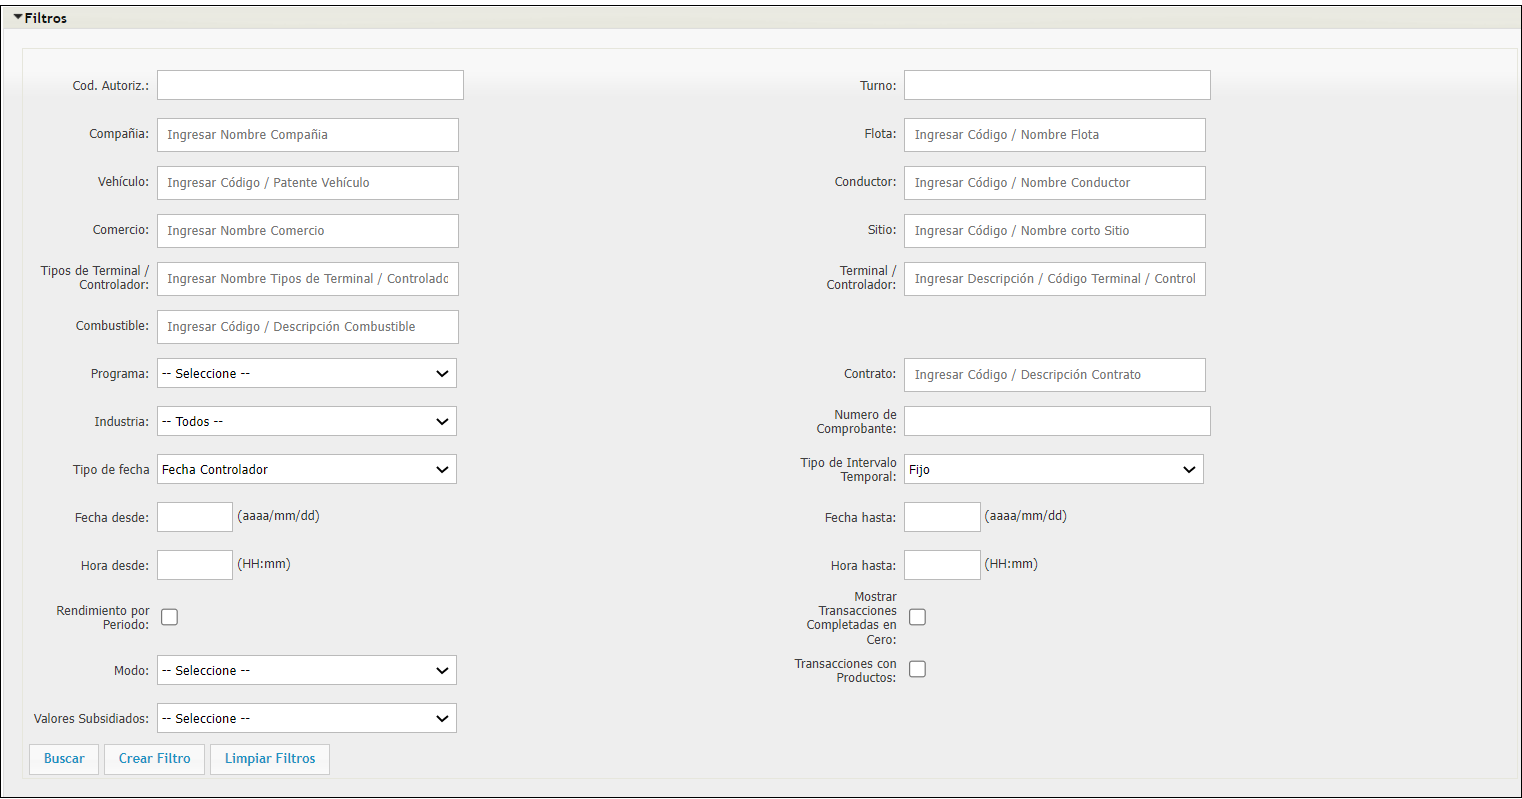 Filtros
Cod. Autoriz.:
Turno:
Compañia: Ingresar Nombre Compañia
Flota: Ingresar Código / Nombre Flota
Vehículo: Ingresar Código / Patente Vehículo
Conductor: Ingresar Código / Nombre Conductor
Comercio: Ingresar Nombre Comercio
Sitio: Ingresar Código / Nombre corto Sitio
Tipos de Terminal /
Controlador:
Ingresar Nombre Tipos de Terminal / Controlado
Terminal /
Controlador:
Ingresar Descripción / Código Terminal / Control
Combustible: Ingresar Código / Descripción Combustible
Programa: -- Seleccione --
Contrato: Ingresar Código / Descripción Contrato
Industria: -- Todos --
Numero de
Comprobante:
Tipo de fecha Fecha Controlador
Tipo de Intervalo
Temporal:
Fijo
Fecha desde: (aaaa/mm/dd)
Fecha hasta: (aaaa/mm/dd)
Hora desde: (HH:mm)
Hora hasta: (HH:mm)
Rendimiento por
Periodo:
Mostrar
Transacciones
Completadas en
Cero:
Modo: -- Seleccione --
Transacciones con
Productos:
Valores Subsidiados: -- Seleccione --
Buscar Crear Filtro Limpiar Filtros